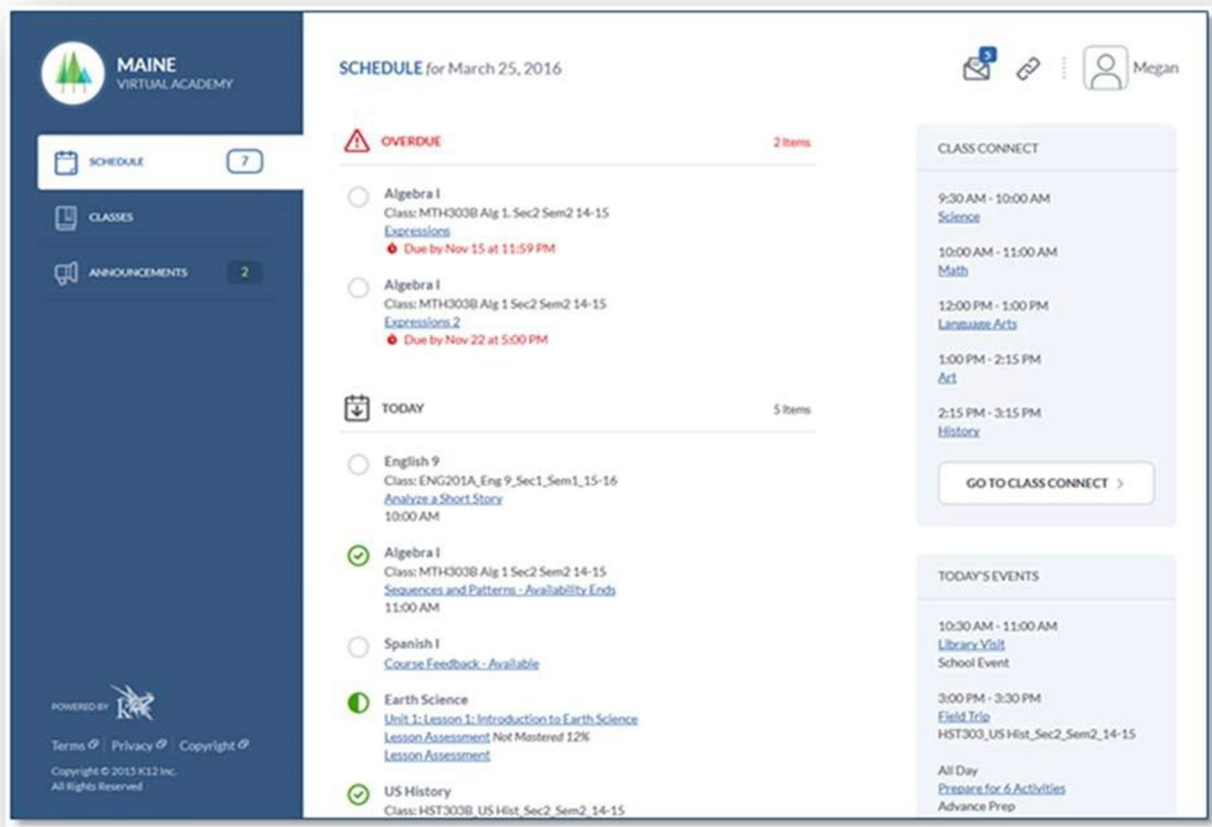 MAINE
VIRTUAL ACADEMY
SCHEDULE 7
CLASSES
ANNOUNCEMENTS 2
POWERED BY K12
Terms Privacy Copyright
Copyright © 2015 K12 Inc.
All Rights Reserved
SCHEDULE for March 25, 2016
5
Megan
OVERDUE 2 Items
Algebra I
Class: MTH303B Alg 1. Sec2 Sem2 14-15
Expressions
Due by Nov 15 at 11:59 PM
Algebra I
Class: MTH303B Alg 1 Sec2 Sem2 14-15
Expressions 2
Due by Nov 22 at 5:00 PM
TODAY 5 Items
English 9
Class: ENG201A_Eng 9_Sec1_Sem1_15-16
Analyze a Short Story
10:00 AM
Algebra I
Class: MTH303B Alg 1 Sec2 Sem2 14-15
Sequences and Patterns - Availability Ends
11:00 AM
Spanish I
Course Feedback - Available
Earth Science
Unit 1: Lesson 1: Introduction to Earth Science
Lesson Assessment Not Mastered 12%
Lesson Assessment
US History
Class: HST303B_US Hist_Sec2_Sem2_14-15
CLASS CONNECT
9:30 AM - 10:00 AM
Science
10:00 AM - 11:00 AM
Math
12:00 PM - 1:00 PM
Language Arts
1:00 PM - 2:15 PM
Art
2:15 PM - 3:15 PM
History
GO TO CLASS CONNECT >
TODAY'S EVENTS
10:30 AM - 11:00 AM
Library Visit
School Event
3:00 PM - 3:30 PM
Field Trip
HST303_US Hist_Sec2_Sem2_14-15
All Day
Prepare for 6 Activities
Advance Prep